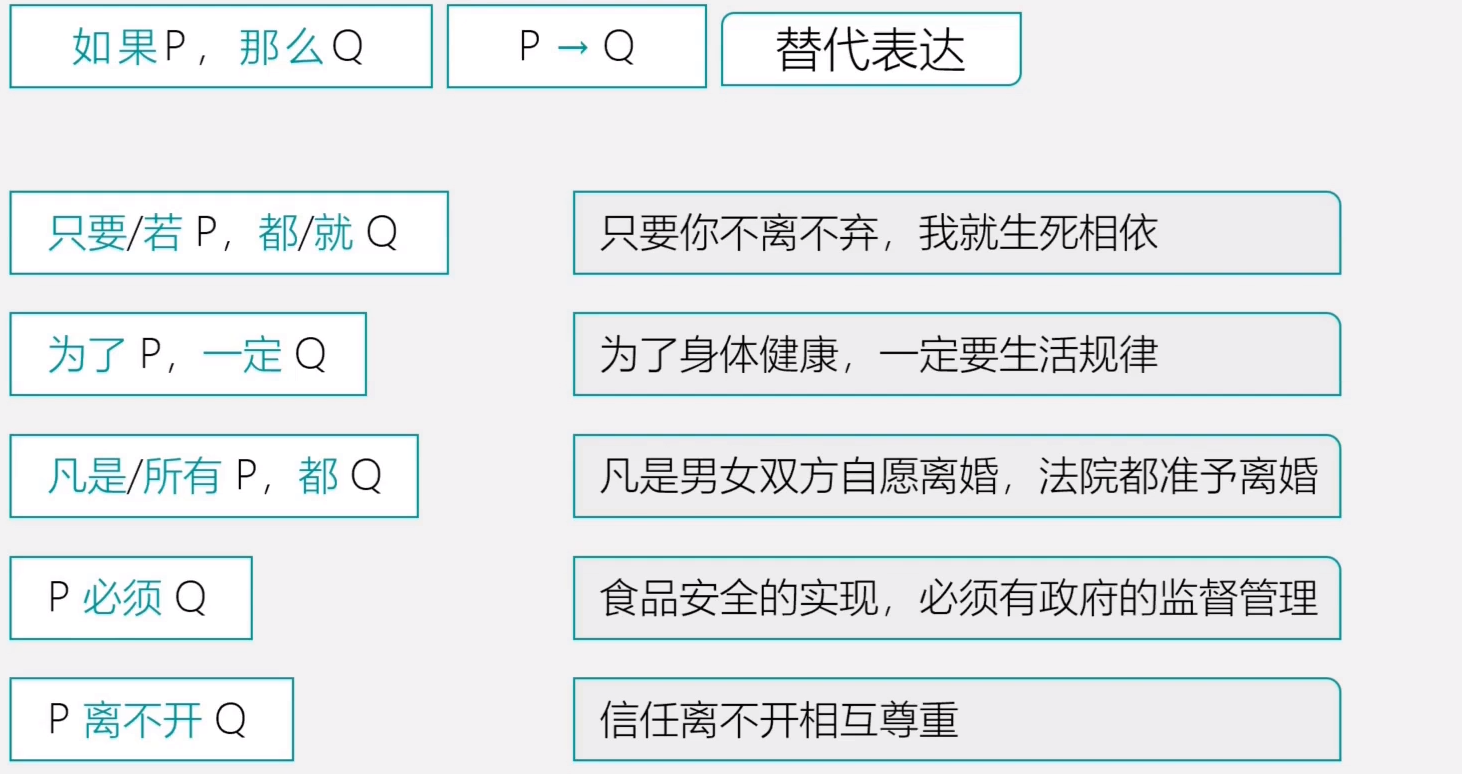 如果P，那么Q
P → Q
替代表达
只要/若 P，都/就 Q
只要你不离不弃，我就生死相依
为了 P，一定 Q
为了身体健康，一定要生活规律
凡是/所有 P，都 Q
凡是男女双方自愿离婚，法院都准予离婚
P 必须 Q
食品安全的实现，必须有政府的监督管理
P 离不开 Q
信任离不开相互尊重